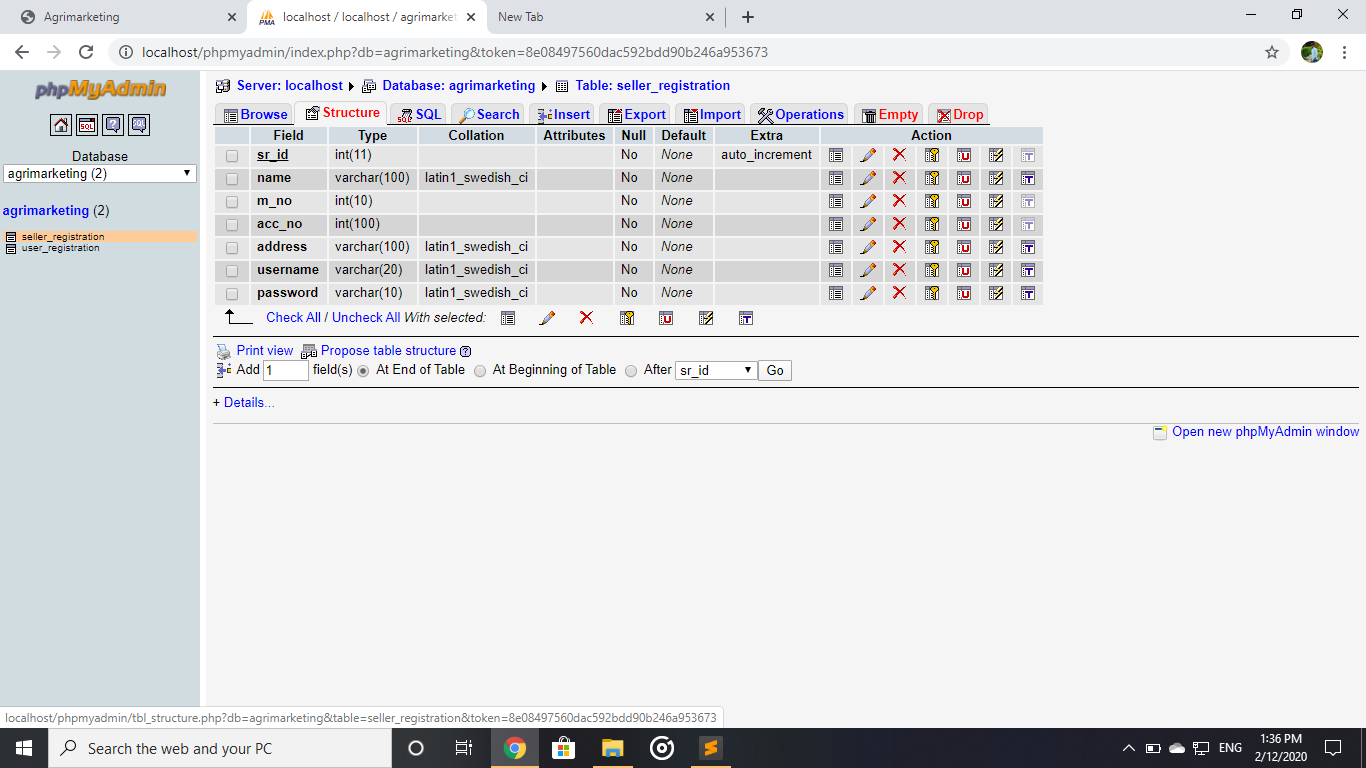 Agrimarketing
localhost / localhost / agrimarket
New Tab
localhost/phpmyadmin/index.php?db=agrimarketing&token=8e08497560dac592bdd90b246a953673
phpMyAdmin
SQL
Database
agrimarketing (2)
agrimarketing (2)
seller_registration
user_registration
Server: localhost Database: agrimarketing Table: seller_registration
Browse Structure SQL Search Insert Export Import Operations Empty Drop
Field Type Collation Attributes Null Default Extra Action
sr_id int(11) No None auto_increment
name varchar(100) latin1_swedish_ci No None
m_no int(10) No None
acc_no int(100) No None
address varchar(100) latin1_swedish_ci No None
username varchar(20) latin1_swedish_ci No None
password varchar(10) latin1_swedish_ci No None
Check All / Uncheck All With selected:
Print view Propose table structure
Add 1 field(s) At End of Table At Beginning of Table After sr_id Go
+ Details...
Open new phpMyAdmin window
localhost/phpmyadmin/tbl_structure.php?db=agrimarketing&table=seller_registration&token=8e08497560dac592bdd90b246a953673
Search the web and your PC
ENG
1:36 PM
2/12/2020